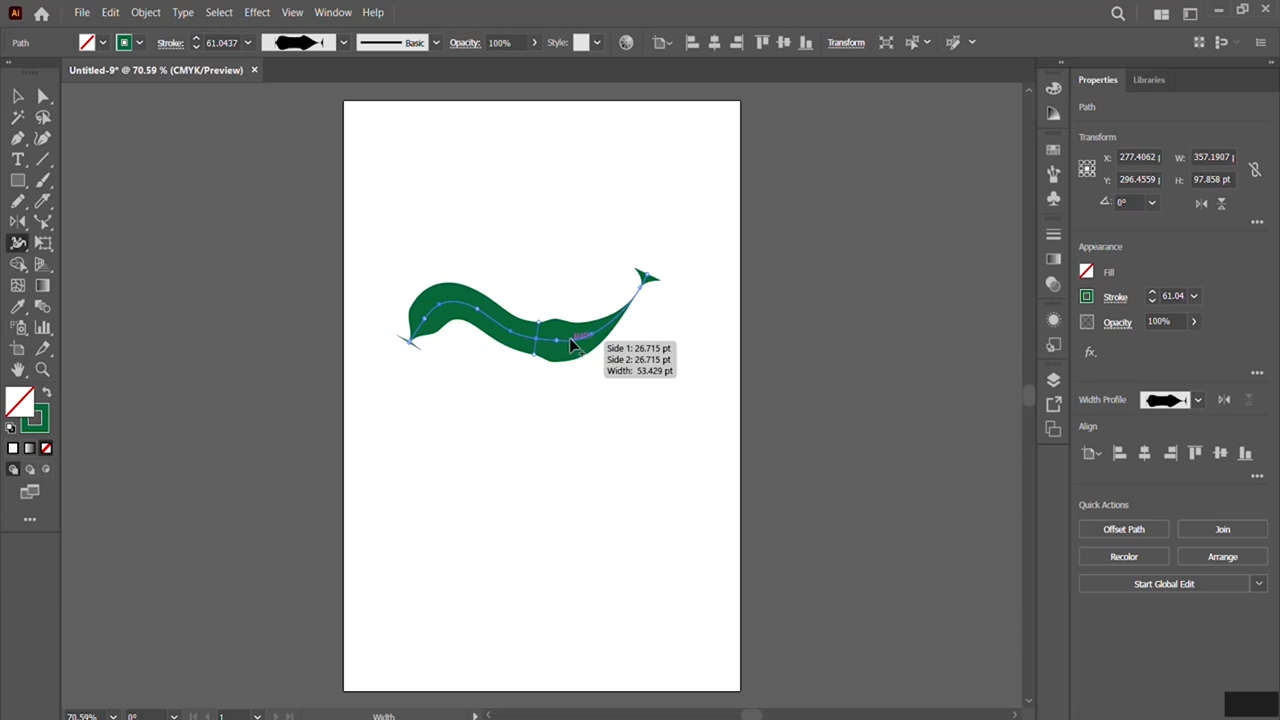 Ai File Edit Object Type Select Effect View Window Help
Path Stroke: 61.0437 Basic Opacity: 100% Style: Transform
Untitled-9* @ 70.59 % (CMYK/Preview) ×
Properties Libraries
Path
Transform
X: 277.4062 p W: 357.1907
Y: 296.4559 p H: 97.858 pt
0°
Appearance
Fill
Stroke 61.04
Opacity 100%
fx.
Width Profile
Align
Quick Actions
Offset Path Join
Recolor Arrange
Start Global Edit
path
Side 1: 26.715 pt
Side 2: 26.715 pt
Width: 53.429 pt
70.59% 0° 1 Width